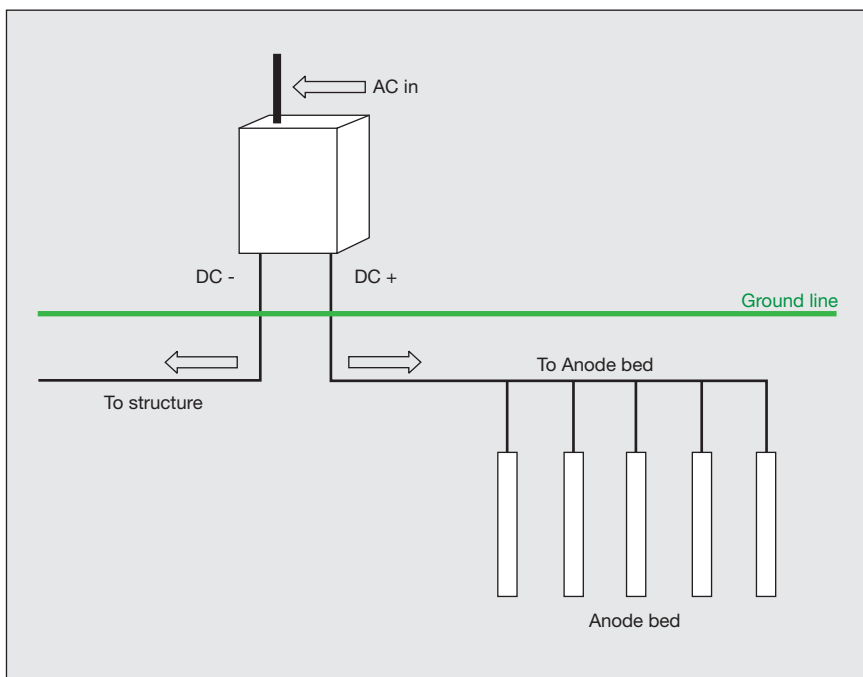 AC in
DC -
DC +
Ground line
To structure
To Anode bed
Anode bed